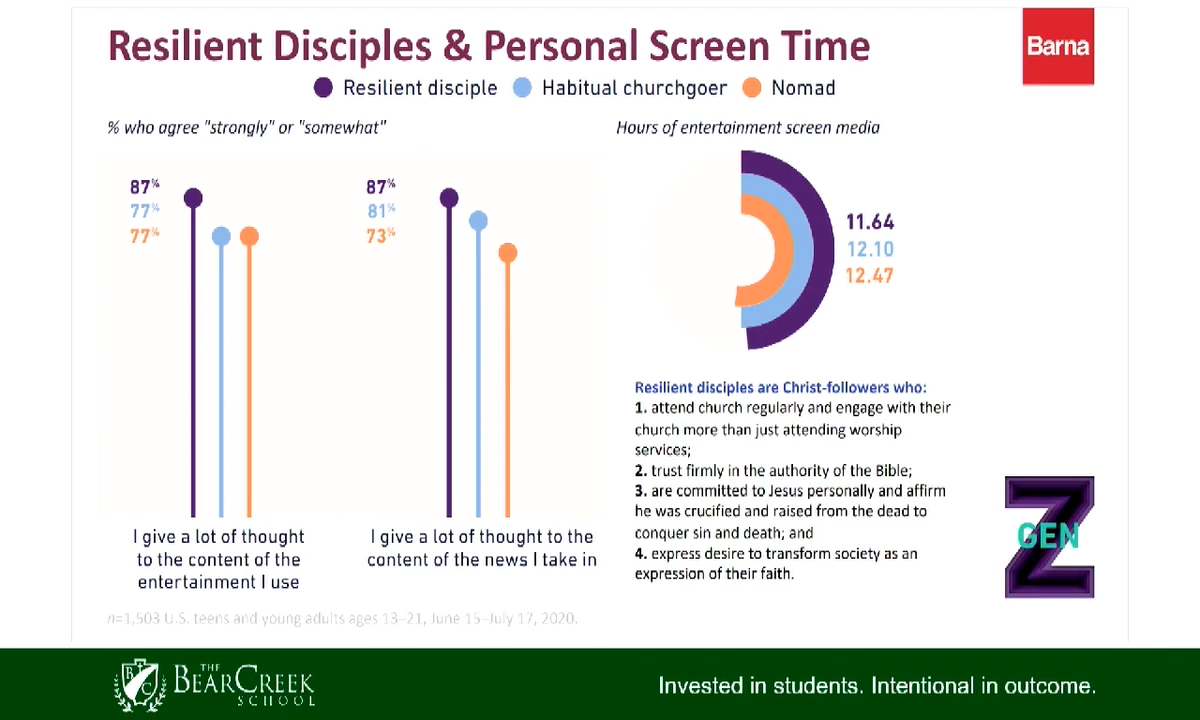 Resilient Disciples & Personal Screen Time
Barna
Resilient disciple
Habitual churchgoer
Nomad
% who agree "strongly" or "somewhat"
87%
77%
77%
87%
81%
73%
I give a lot of thought
to the content of the
entertainment I use
I give a lot of thought to the
content of the news I take in
Hours of entertainment screen media
11.64
12.10
12.47
Resilient disciples are Christ-followers who:
1. attend church regularly and engage with their
church more than just attending worship
services;
2. trust firmly in the authority of the Bible;
3. are committed to Jesus personally and affirm
he was crucified and raised from the dead to
conquer sin and death; and
4. express desire to transform society as an
expression of their faith.
GEN
Z
n=1,503 U.S. teens and young adults ages 13–21, June 15–July 17, 2020.
B
C
THE
BEARCREEK
SCHOOL
Invested in students. Intentional in outcome.